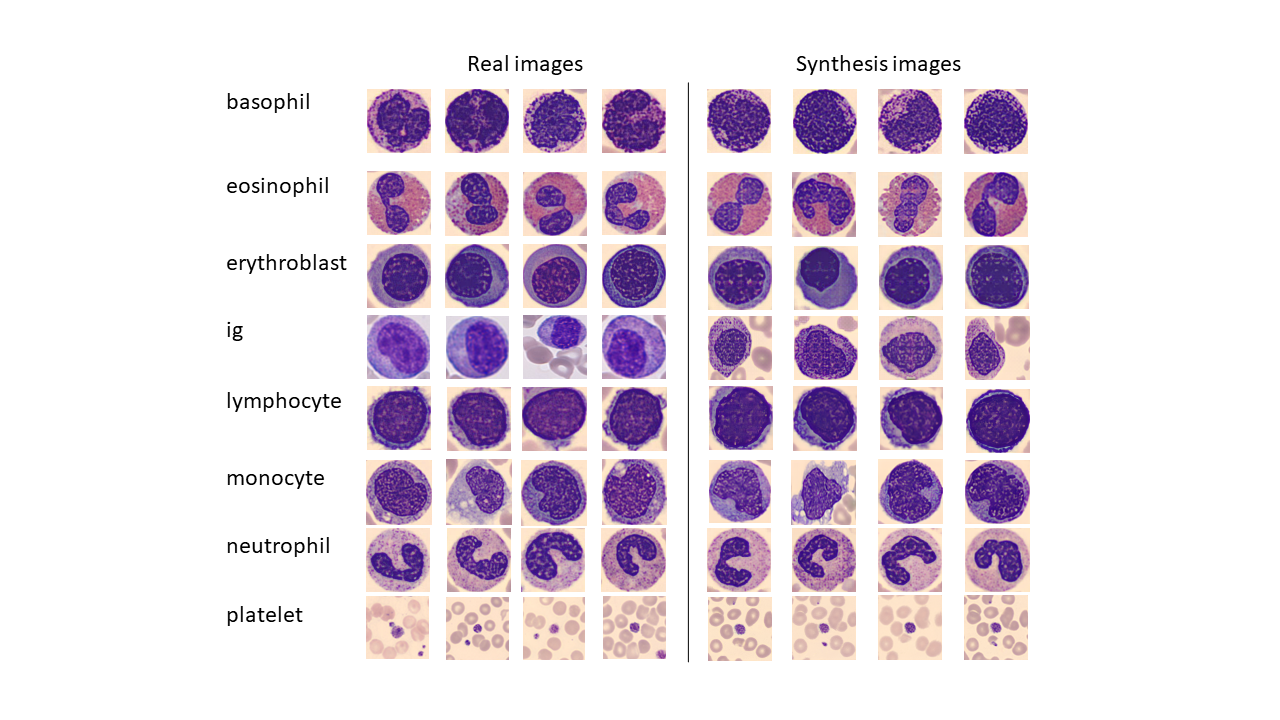 Real images
Synthesis images
basophil
eosinophil
erythroblast
ig
lymphocyte
monocyte
neutrophil
platelet